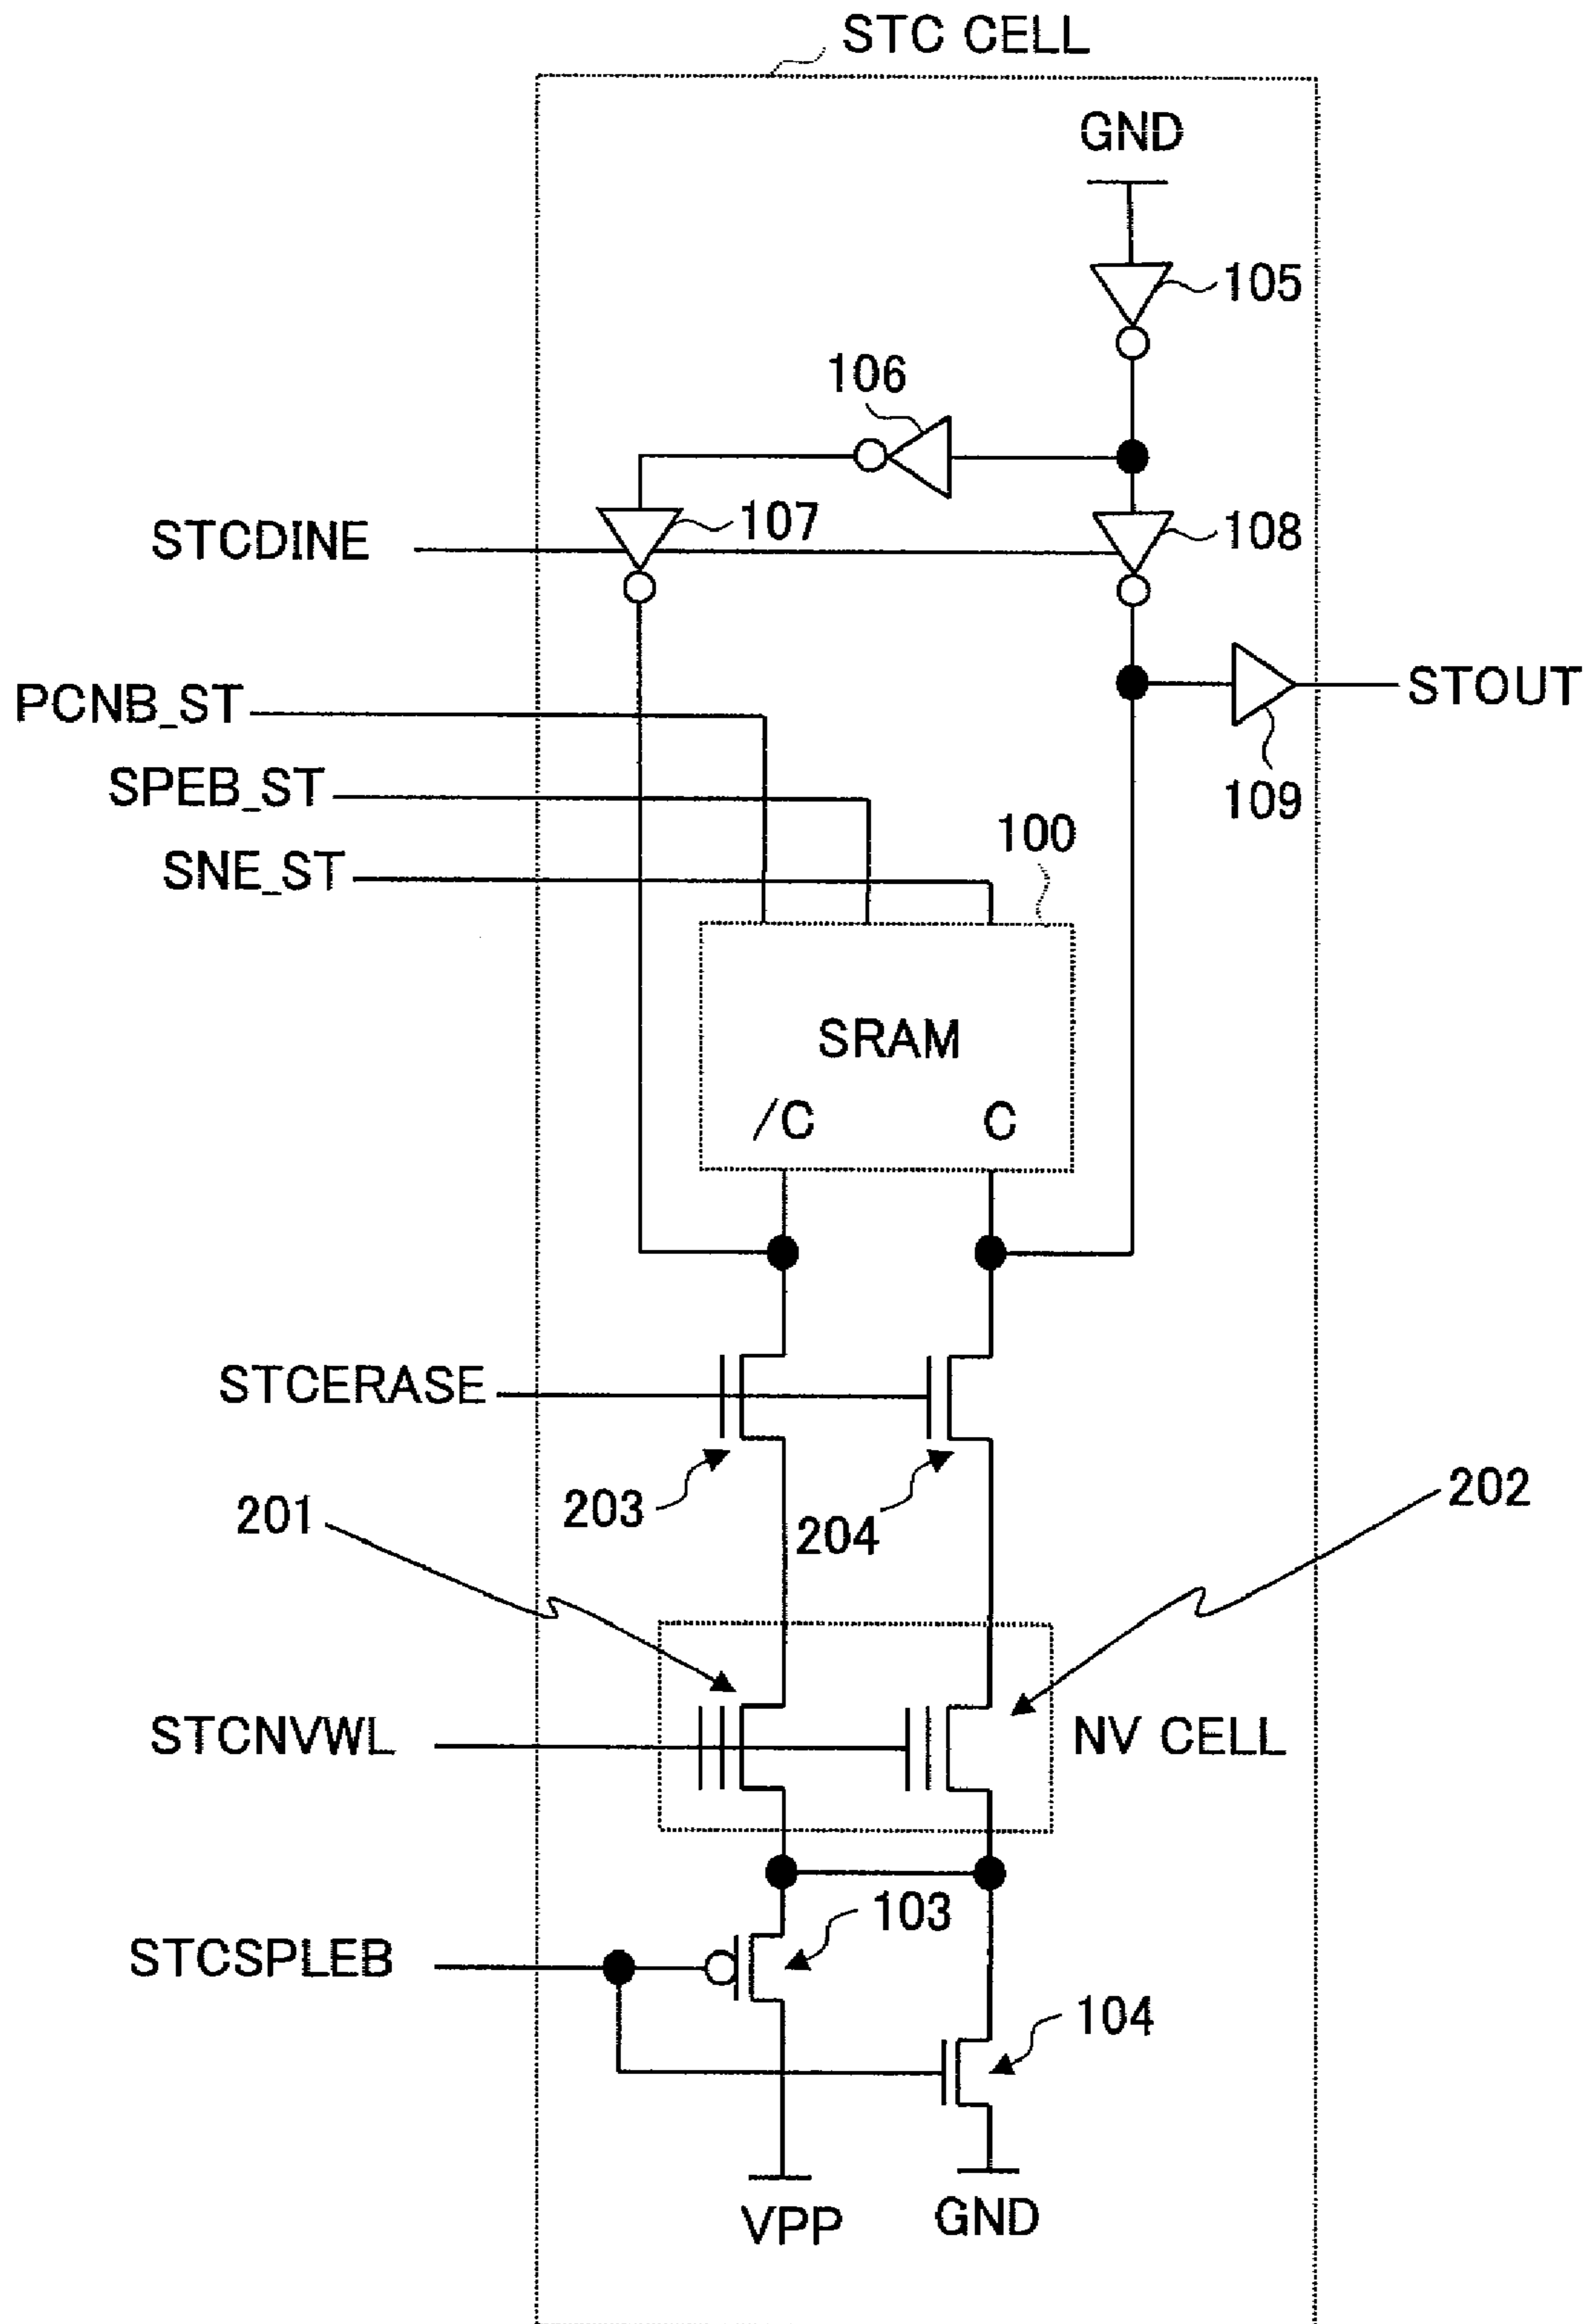 STC CELL
GND
105
106
107
108
STCDINE
PCNB_ST
STOUT
SPEB_ST
109
SNE_ST
100
SRAM
/C
C
STCERASE
203
204
201
202
STCNVWL
NV CELL
103
STCSPLEB
104
VPP
GND